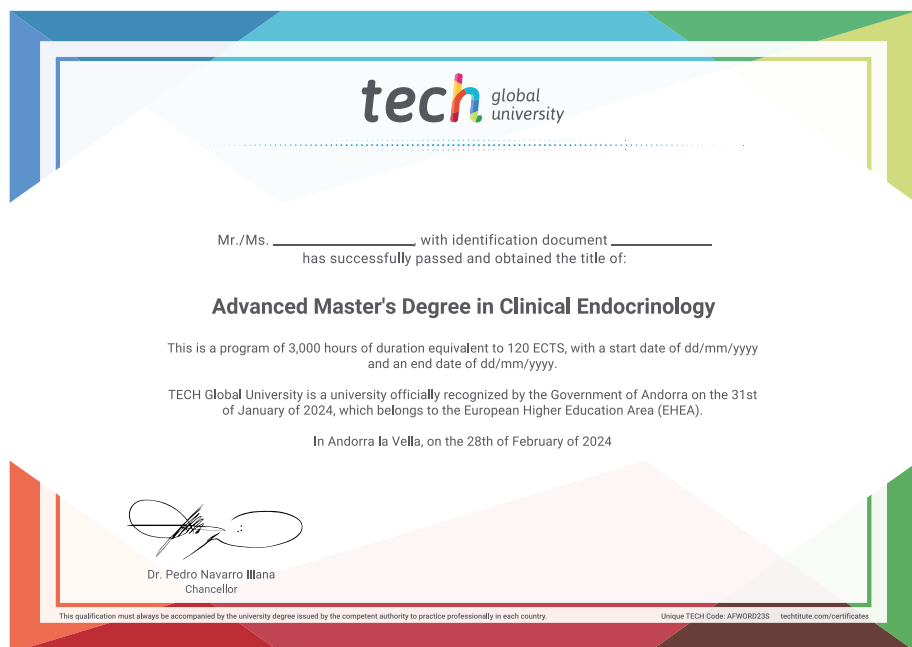 tech global university
Mr./Ms. ____________________, with identification document ______________
has successfully passed and obtained the title of:
Advanced Master's Degree in Clinical Endocrinology
This is a program of 3,000 hours of duration equivalent to 120 ECTS, with a start date of dd/mm/yyyy
and an end date of dd/mm/yyyy.
TECH Global University is a university officially recognized by the Government of Andorra on the 31st
of January of 2024, which belongs to the European Higher Education Area (EHEA).
In Andorra la Vella, on the 28th of February of 2024
Dr. Pedro Navarro Illana
Chancellor
This qualification must always be accompanied by the university degree issued by the competent authority to practice professionally in each country.
Unique TECH Code: AFWORD23S techtitute.com/certificates